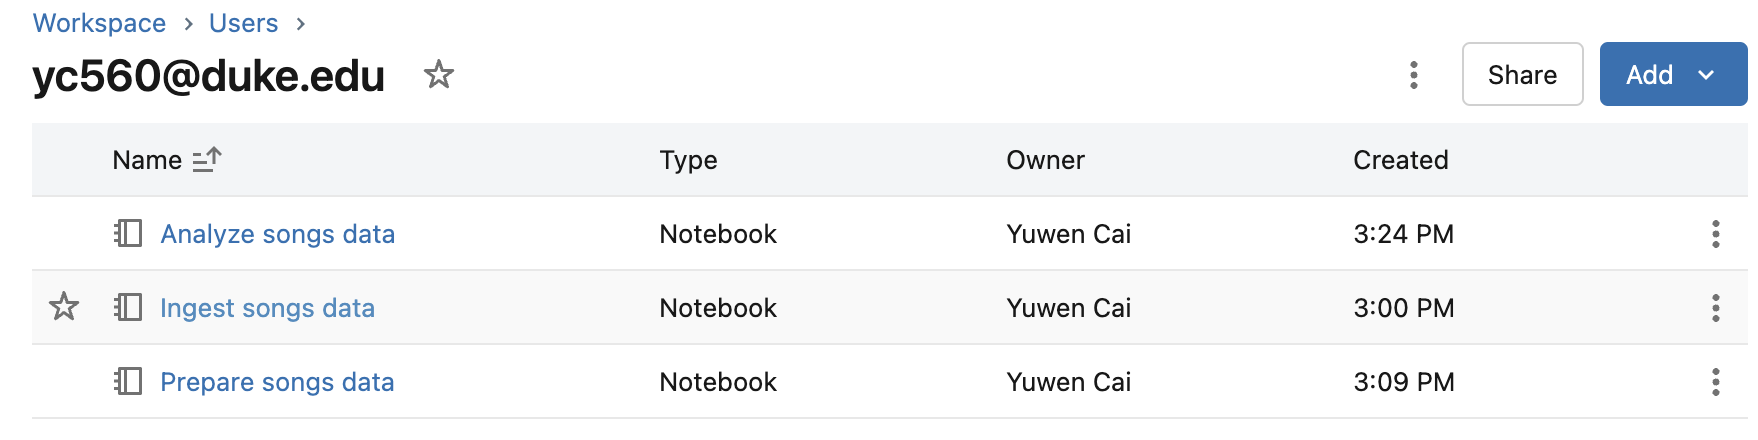 Workspace > Users >
yc560@duke.edu
Share
Add
Name Type Owner Created
Analyze songs data Notebook Yuwen Cai 3:24 PM
Ingest songs data Notebook Yuwen Cai 3:00 PM
Prepare songs data Notebook Yuwen Cai 3:09 PM